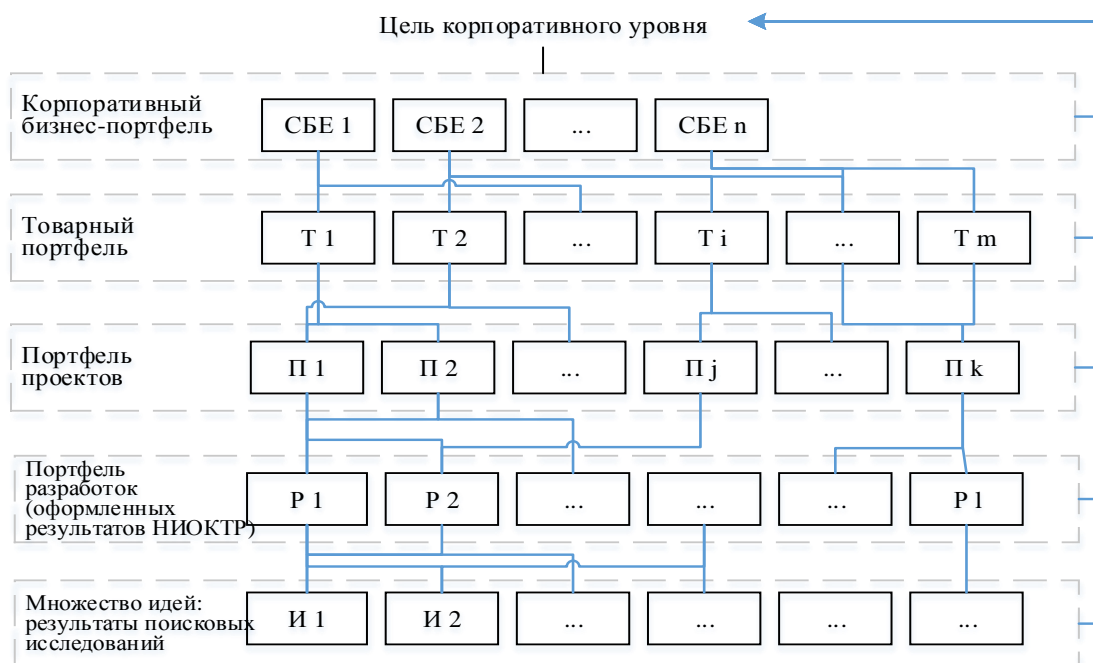 Цель корпоративного уровня
Корпоративный
бизнес-портфель
СБЕ 1 СБЕ 2 ... СБЕ n
Товарный
портфель
Т 1 Т 2 ... Т i ... Т m
Портфель
проектов
П 1 П 2 ... П j ... П k
Портфель
разработок
(оформленных
результатов НИОКТР)
Р 1 Р 2 ... ... ... Р l
Множество идей:
результаты поисковых
исследований
И 1 И 2 ... ... ... ...